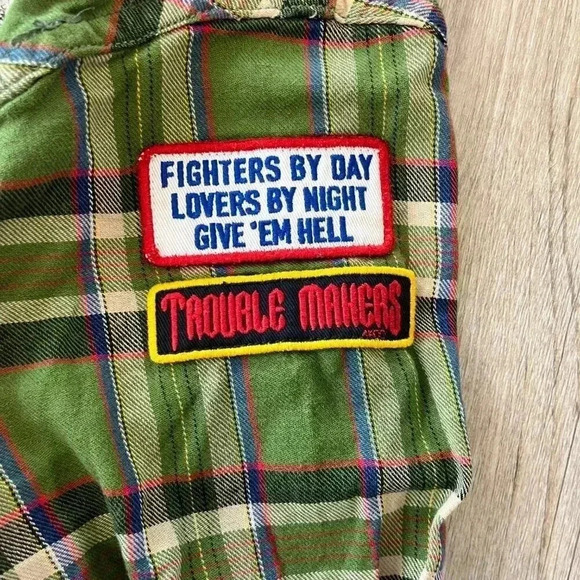 FIGHTERS BY DAY
LOVERS BY NIGHT
GIVE 'EM HELL
TROUBLE MAKERS